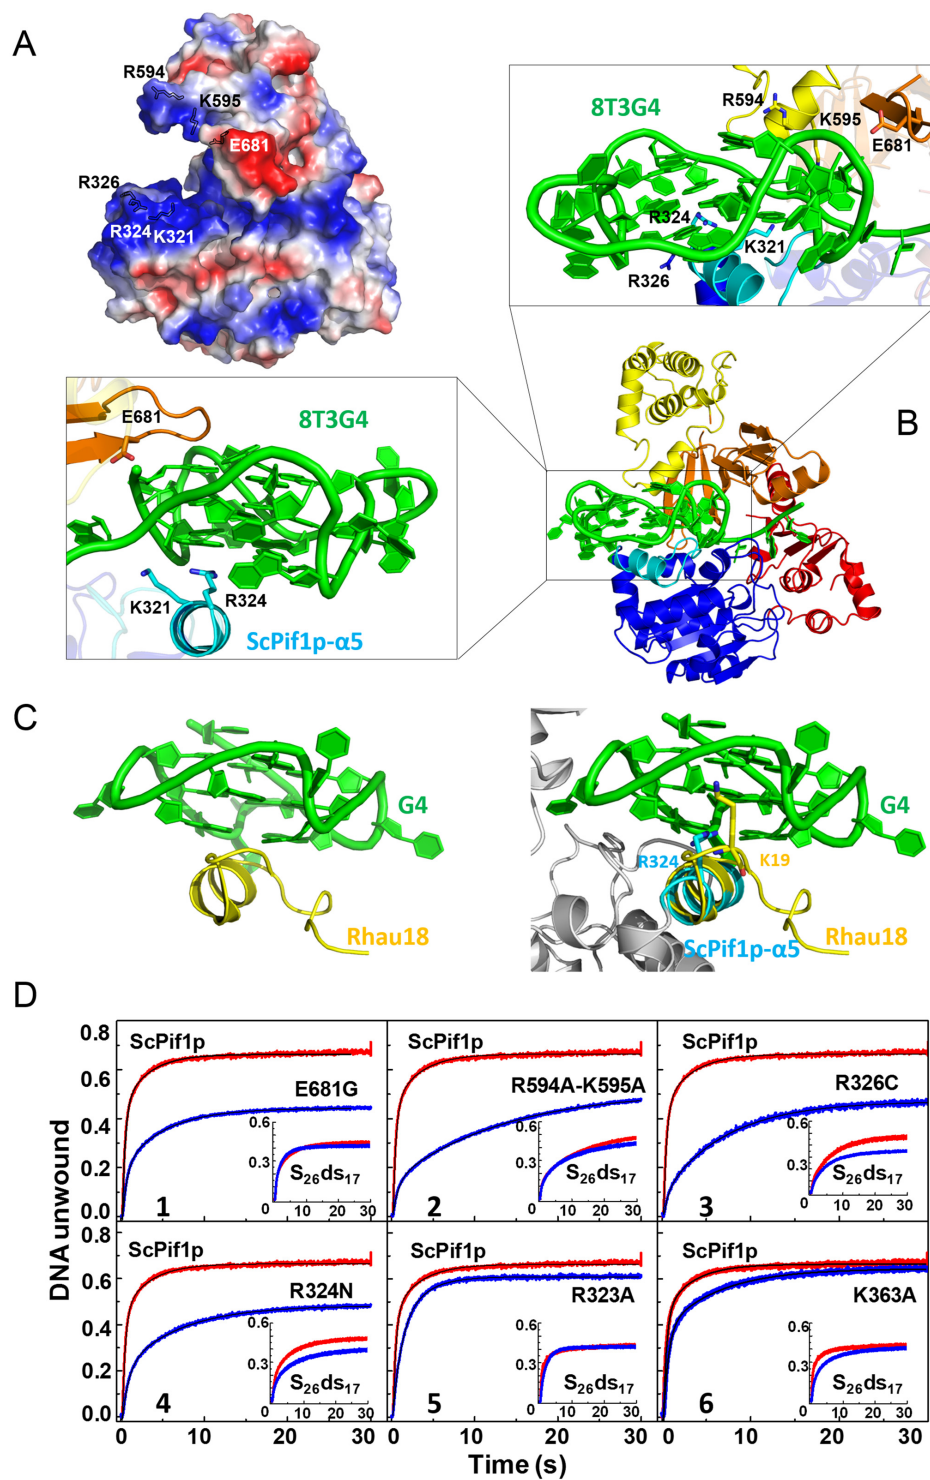 A
R594
K595
E681
R326
R324 K321
8T3G4
R594
K595
E681
R324
K321
R326
B
E681
8T3G4
K321
R324
ScPif1p-α5
C
G4
Rhau18
G4
R324
K19
ScPif1p-α5
Rhau18
D
DNA unwound
0.8
0.6
0.4
0.2
0.0
ScPif1p
E681G
0.6
0.3
S26ds17
0 10 20 30
1
ScPif1p
R594A-K595A
0.6
0.3
S26ds17
0 10 20 30
2
ScPif1p
R326C
0.6
0.3
S26ds17
0 10 20 30
3
0.8
0.6
0.4
0.2
0.0
ScPif1p
R324N
0.6
0.3
S26ds17
0 10 20 30
4
ScPif1p
R323A
0.6
0.3
S26ds17
0 10 20 30
5
ScPif1p
K363A
0.6
0.3
S26ds17
0 10 20 30
6
0 10 20 30 0 10 20 30 0 10 20 30
Time (s)